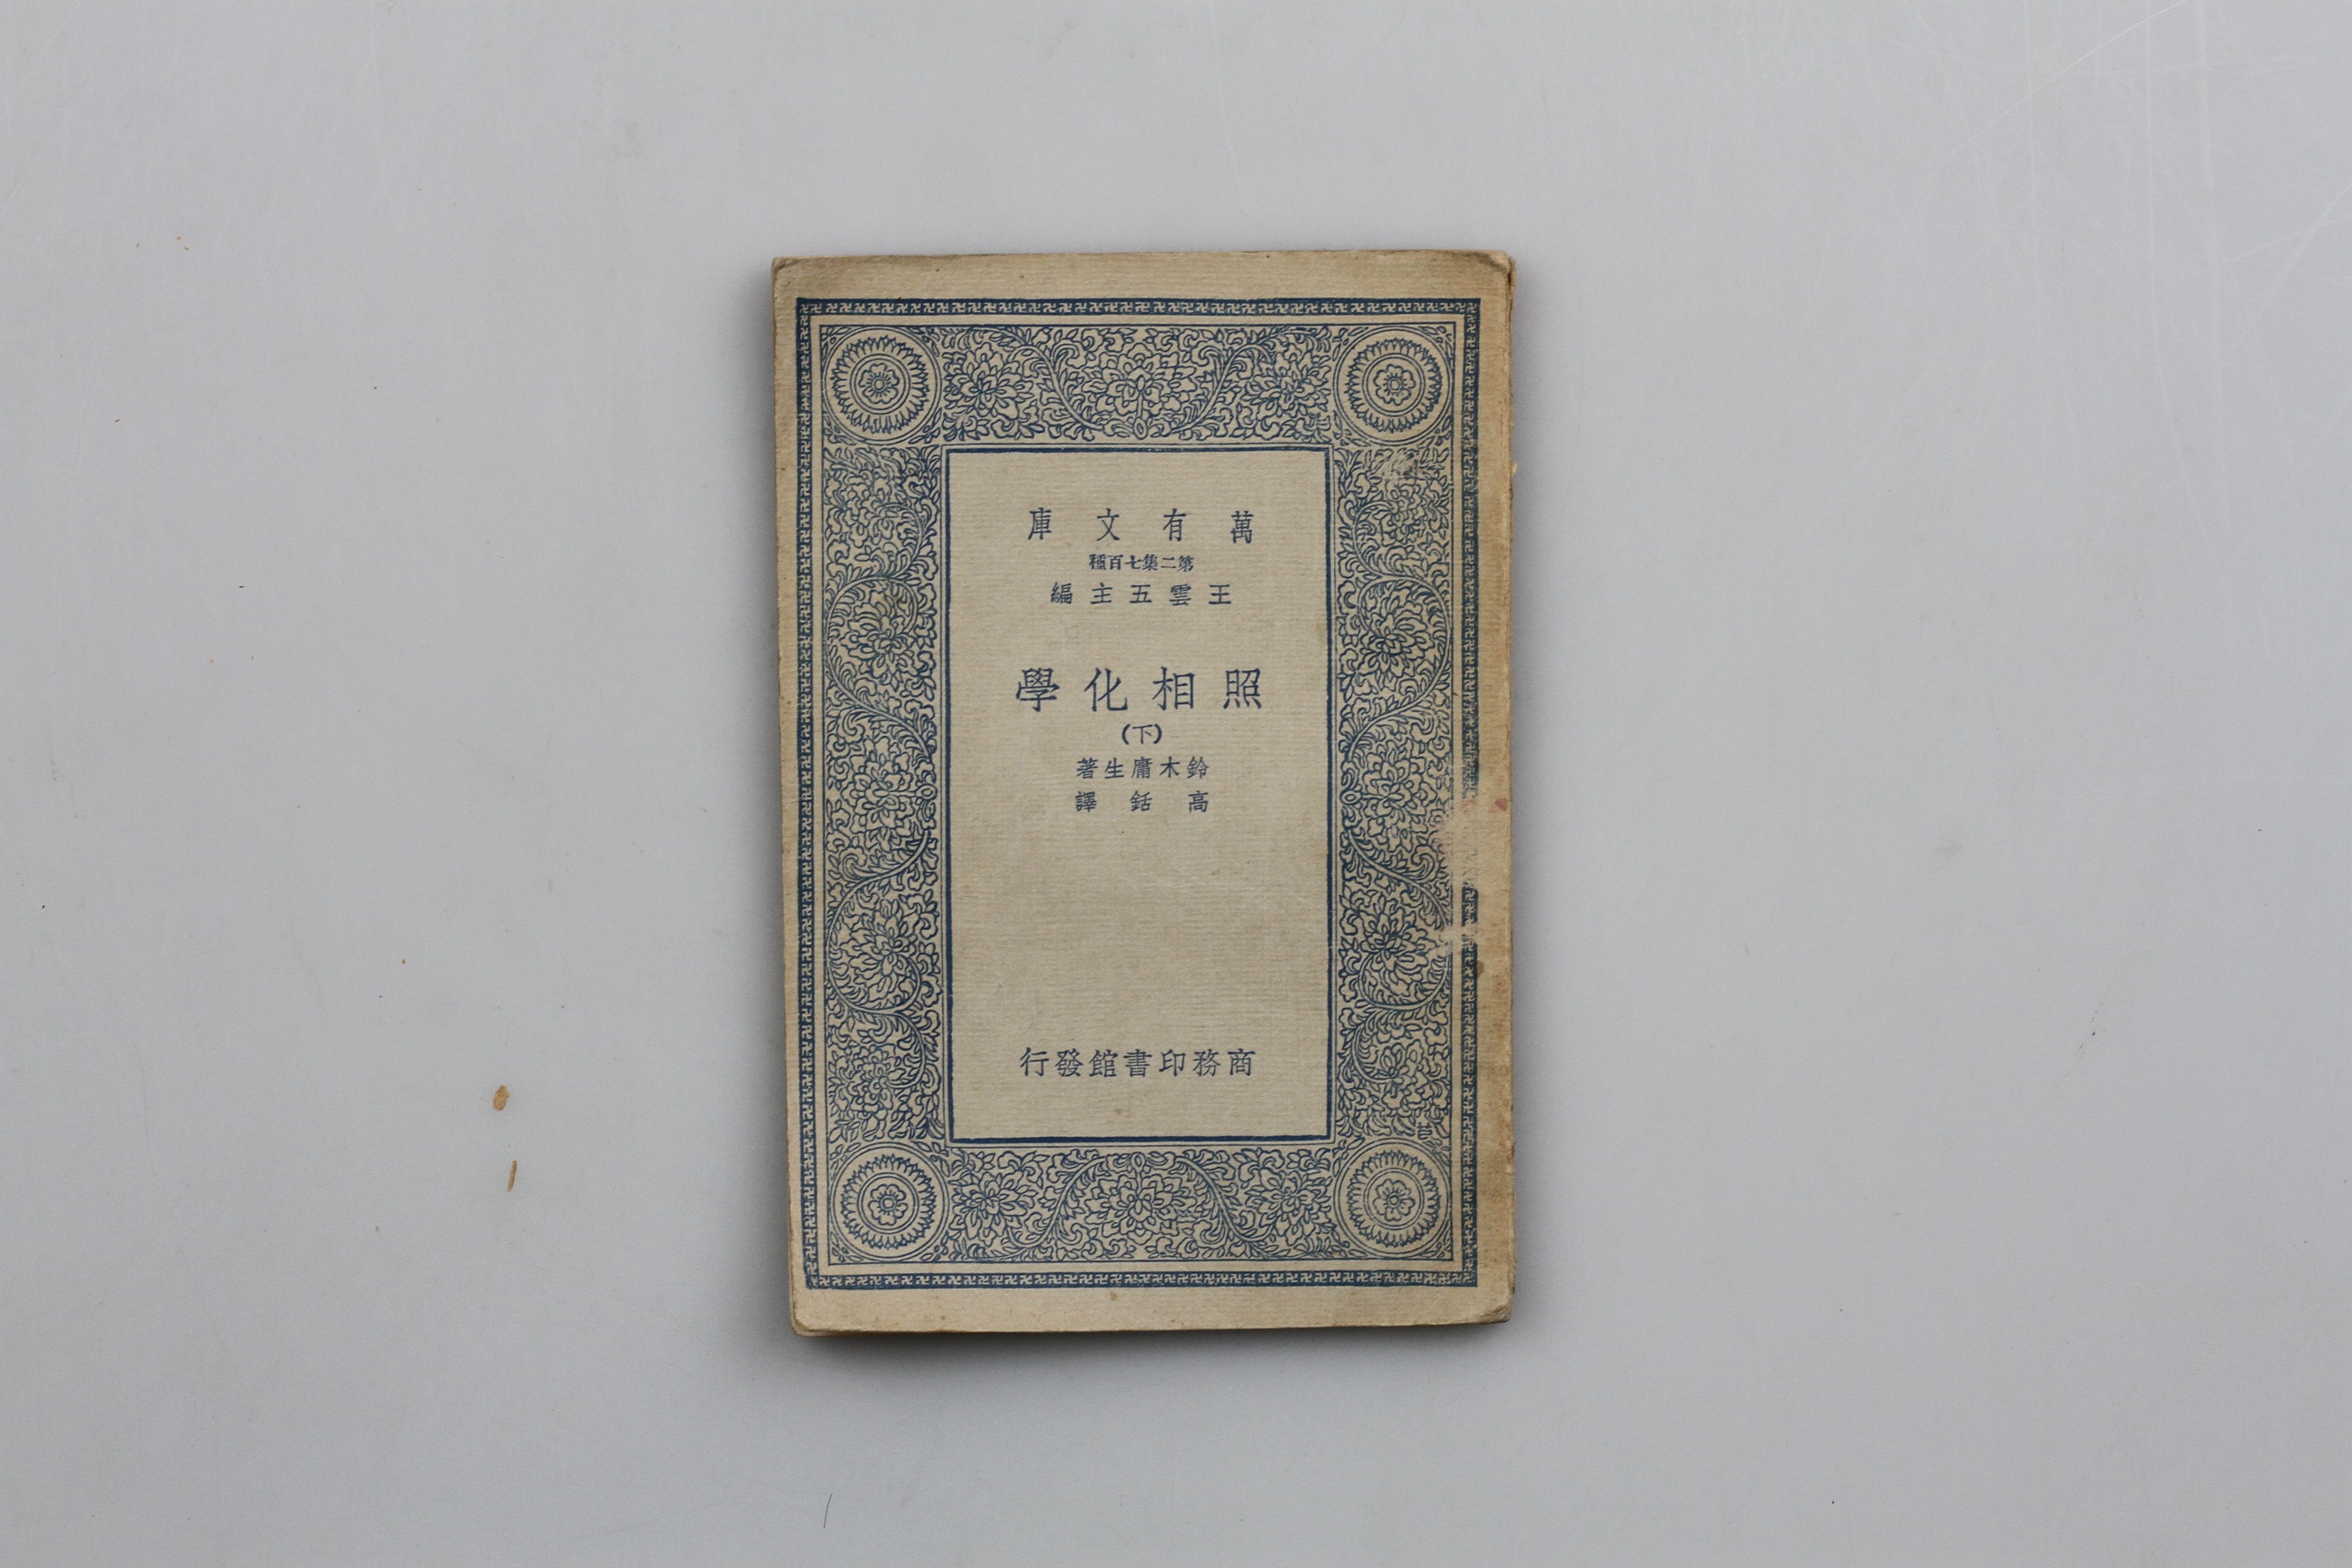 萬有文庫
第二集七百種
王雲五主編
照相化學
(下)
鈴木庸生著
高銛譯
商務印書館發行